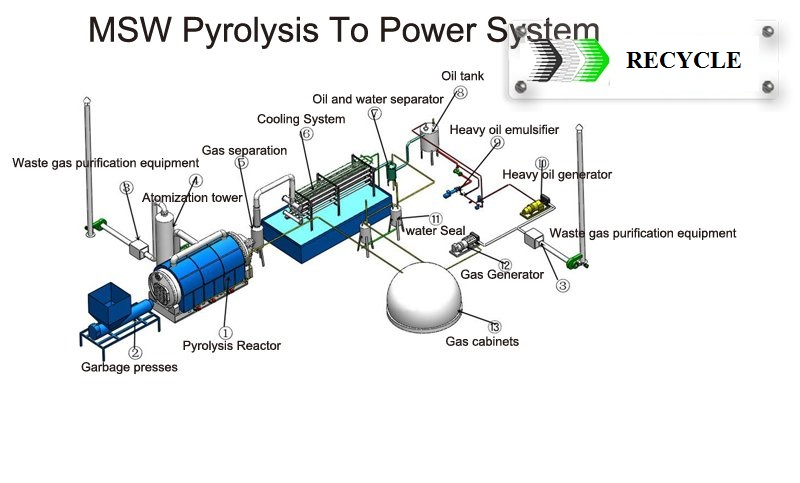 MSW Pyrolysis To Power System
RECYCLE
Oil tank
⑧
Oil and water separator
⑦
Cooling System
⑥
Heavy oil emulsifier
⑨
Gas separation
⑤
Waste gas purification equipment
③
④
Atomization tower
⑩
Heavy oil generator
⑪
water Seal
Waste gas purification equipment
③
⑫
Gas Generator
⑬
Gas cabinets
①
Pyrolysis Reactor
②
Garbage presses